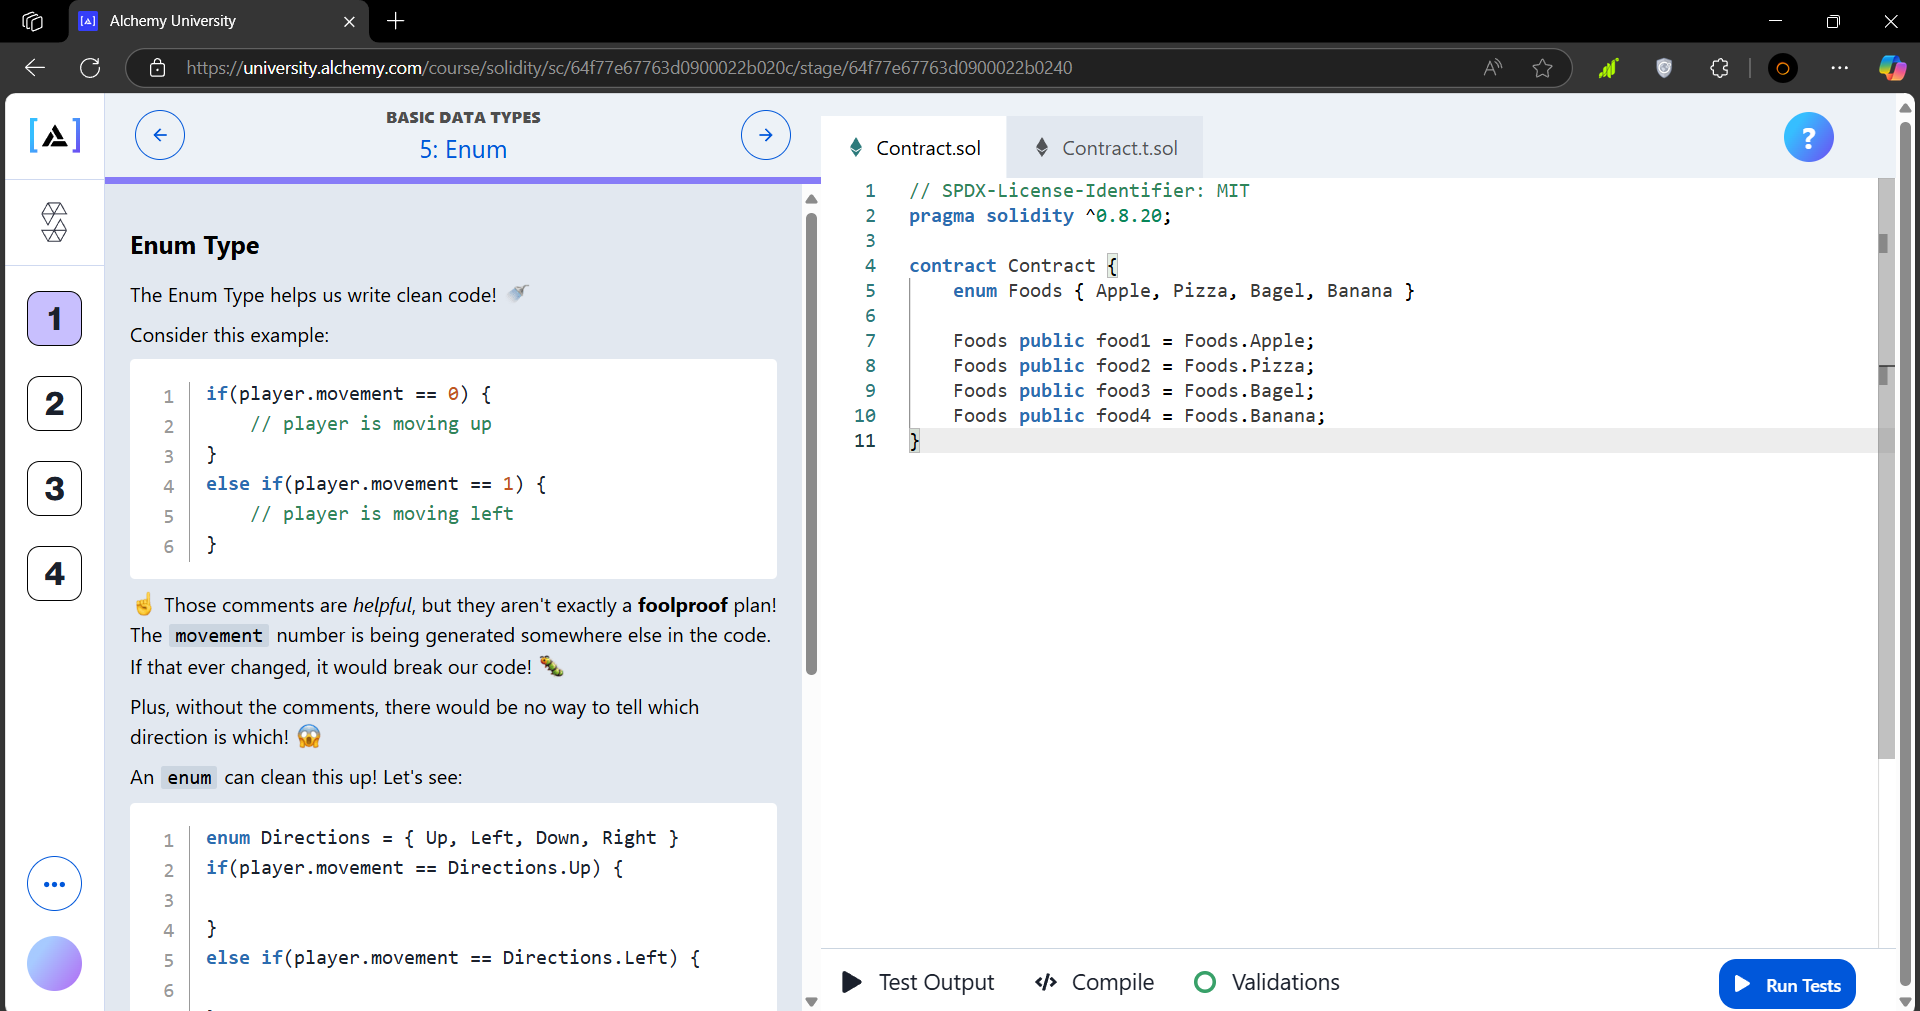 Alchemy University
https://university.alchemy.com/course/solidity/sc/64f77e67763d0900022b020c/stage/64f77e67763d0900022b0240
BASIC DATA TYPES
5: Enum
1
2
3
4
Enum Type
The Enum Type helps us write clean code!
Consider this example:
1 if(player.movement == 0) {
2 // player is moving up
3 }
4 else if(player.movement == 1) {
5 // player is moving left
6 }
☝️ Those comments are helpful, but they aren't exactly a foolproof plan!
The movement number is being generated somewhere else in the code.
If that ever changed, it would break our code! 🐛
Plus, without the comments, there would be no way to tell which
direction is which! 😱
An enum can clean this up! Let's see:
1 enum Directions = { Up, Left, Down, Right }
2 if(player.movement == Directions.Up) {
3
4 }
5 else if(player.movement == Directions.Left) {
6
Contract.sol
Contract.t.sol
?
1 // SPDX-License-Identifier: MIT
2 pragma solidity ^0.8.20;
3
4 contract Contract {
5 enum Foods { Apple, Pizza, Bagel, Banana }
6
7 Foods public food1 = Foods.Apple;
8 Foods public food2 = Foods.Pizza;
9 Foods public food3 = Foods.Bagel;
10 Foods public food4 = Foods.Banana;
11 }
Test Output
Compile
Validations
Run Tests